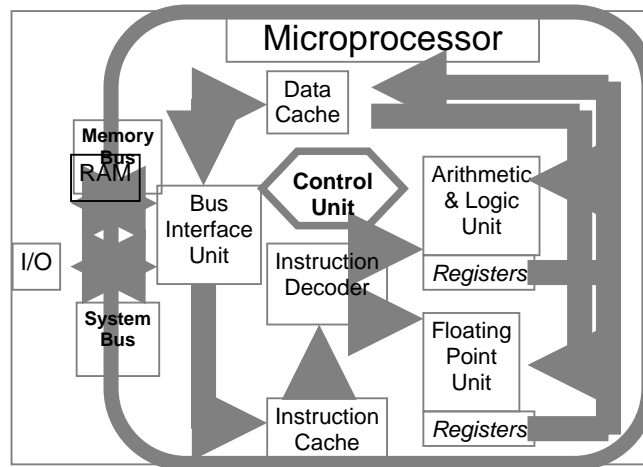 Microprocessor
Data
Cache
Memory
Bus
RAM
Control
Unit
Arithmetic
& Logic
Unit
Bus
Interface
Unit
I/O
Instruction
Decoder
Registers
System
Bus
Floating
Point
Unit
Instruction
Cache
Registers